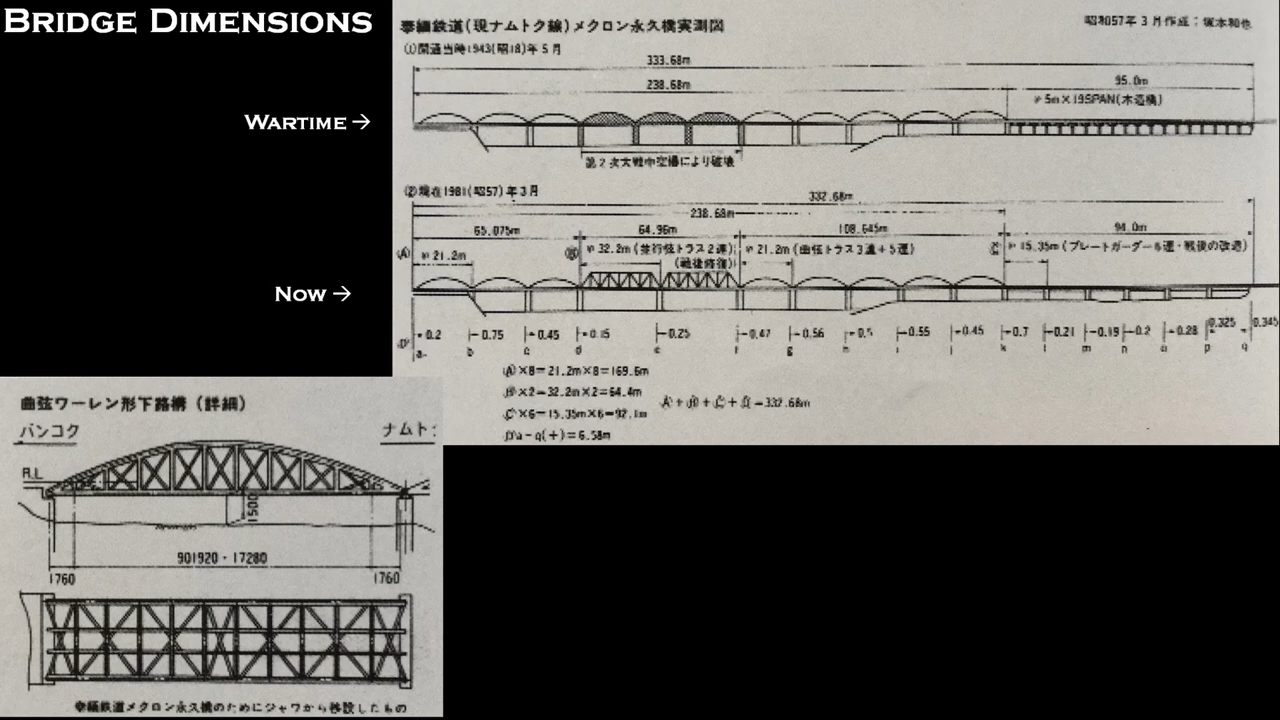 BRIDGE DIMENSIONS
泰緬鉄道(現ナムトク線)メクロン永久橋実測図
昭和57年3月作成：塚本和也
(1)開通当時1943(昭18)年5月
333.68m
238.68m
95.0m
5m×19SPAN(木造橋)
WARTIME →
第2次大戦中空爆により破壊
(2)現在1981(昭57)年3月
332.68m
238.68m
65.075m
64.96m
108.645m
94.0m
(A)
21.2m
(B)
32.2m(並行弦トラス2連)
(戦後修復)
21.2m(曲弦トラス3連+5連)
C
15.35m(プレートガーダー6連・戦後の改造)
NOW →
0.2
0.75
0.45
0.15
0.25
0.47
0.56
0.5
0.55
0.45
0.7
0.21
0.19
0.2
0.28
0.325
0.345
a b c d e f g h i j k l m n o p q
(A)×8=21.2m×8=169.6m
(B)×2=32.2m×2=64.4m
(C)×6=15.35m×6=92.1m
(D)a-q(+)=6.58m
(A)+(B)+(C)+(D)=332.68m
曲弦ワーレン形下路構（詳細）
バンコク
ナムト
R.L
1500
901920・17280
1760
1760
泰緬鉄道メクロン永久橋のためにジャワから移設したもの